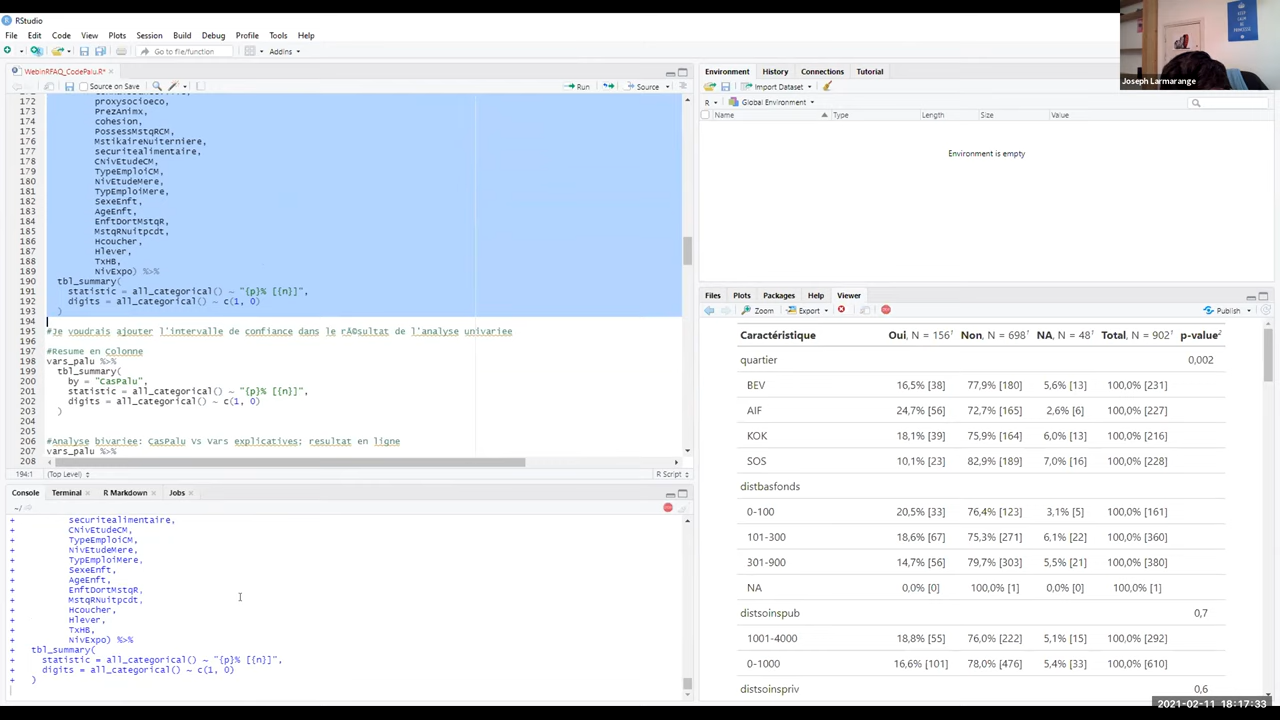 RStudio
File Edit View Plots Session Build Debug Profile Tools Help
Go to file/function Addins
KEEP CALM BE PRINCESSE
Joseph Larmarange
WebinRFAQ_CodePalu.R*
Source on Save Run Source
172 proxysocioeco,
173 PrezAnimx,
174 cohesion,
175 PossessMstqRCM,
176 MstikaireNuiterniere,
177 securitealimentaire,
178 CNivEtudeCM,
179 TypeEmploiCM,
180 NivEtudeMere,
181 TypEmploiMere,
182 SexeEnft,
183 AgeEnft,
184 EnftDortMstqR,
185 MstqRNuitpcdt,
186 Hcoucher,
187 Hlever,
188 TxHB,
189 NivExpo) %>%
190 tbl_summary(
191 statistic = all_categorical() ~ "{p}% [{n}]",
192 digits = all_categorical() ~ c(1, 0)
193 )
194
195 #Je voudrais ajouter l'intervalle de confiance dans le rÃ©sultat de l'analyse univariee
196
197 #Resume en Colonne
198 vars_palu %>%
199 tbl_summary(
200 by = "CasPalu",
201 statistic = all_categorical() ~ "{p}% [{n}]",
202 digits = all_categorical() ~ c(1, 0)
203 )
204
205
206 #Analyse bivariee: CasPalu Vs Vars explicatives; resultat en ligne
207 vars_palu %>%
208
194:1 (Top Level) R Script
Console Terminal R Markdown Jobs
~/
+ securitealimentaire,
+ CNivEtudeCM,
+ TypeEmploiCM,
+ NivEtudeMere,
+ TypEmploiMere,
+ SexeEnft,
+ AgeEnft,
+ EnftDortMstqR,
+ MstqRNuitpcdt,
+ Hcoucher,
+ Hlever,
+ TxHB,
+ NivExpo) %>%
+ tbl_summary(
+ statistic = all_categorical() ~ "{p}% [{n}]",
+ digits = all_categorical() ~ c(1, 0)
+ )
Environment History Connections Tutorial
Import Dataset
R Global Environment
Name Type Length Size Value
Environment is empty
Files Plots Packages Help Viewer
Zoom Export Publish
Caractéristique Oui, N = 156¹ Non, N = 698¹ NA, N = 48¹ Total, N = 902¹ p-value²
quartier 0,002
BEV 16,5% [38] 77,9% [180] 5,6% [13] 100,0% [231]
AIF 24,7% [56] 72,7% [165] 2,6% [6] 100,0% [227]
KOK 18,1% [39] 75,9% [164] 6,0% [13] 100,0% [216]
SOS 10,1% [23] 82,9% [189] 7,0% [16] 100,0% [228]
distbasfonds
0-100 20,5% [33] 76,4% [123] 3,1% [5] 100,0% [161]
101-300 18,6% [67] 75,3% [271] 6,1% [22] 100,0% [360]
301-900 14,7% [56] 79,7% [303] 5,5% [21] 100,0% [380]
NA 0,0% [0] 100,0% [1] 0,0% [0] 100,0% [1]
distsoinspub 0,7
1001-4000 18,8% [55] 76,0% [222] 5,1% [15] 100,0% [292]
0-1000 16,6% [101] 78,0% [476] 5,4% [33] 100,0% [610]
distsoinspriv 0,6
2021-02-11 18:17:33